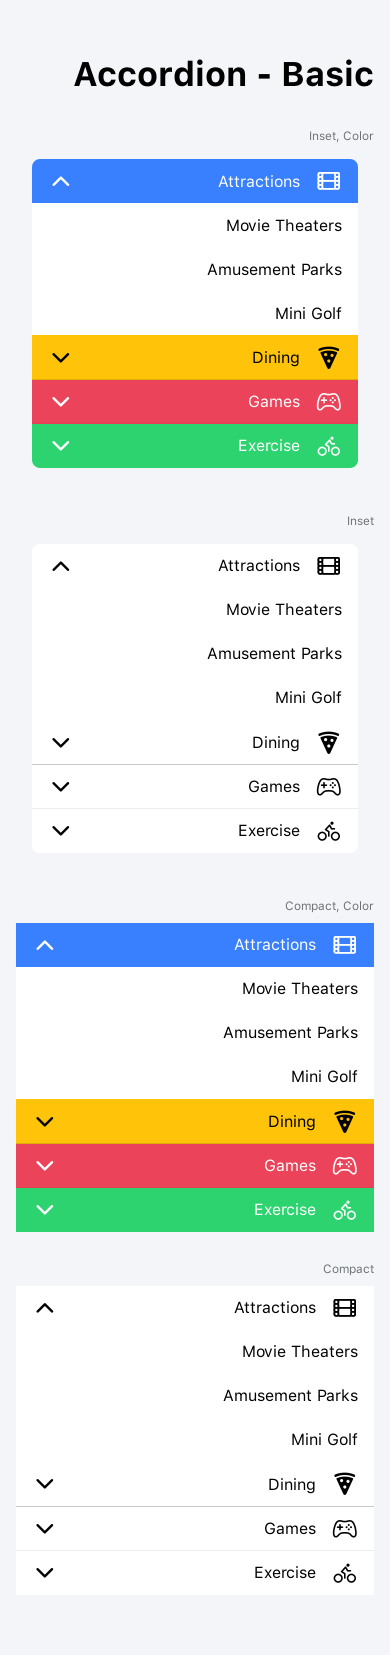 Accordion - Basic
Inset, Color
Attractions
Movie Theaters
Amusement Parks
Mini Golf
Dining
Games
Exercise
Inset
Attractions
Movie Theaters
Amusement Parks
Mini Golf
Dining
Games
Exercise
Compact, Color
Attractions
Movie Theaters
Amusement Parks
Mini Golf
Dining
Games
Exercise
Compact
Attractions
Movie Theaters
Amusement Parks
Mini Golf
Dining
Games
Exercise